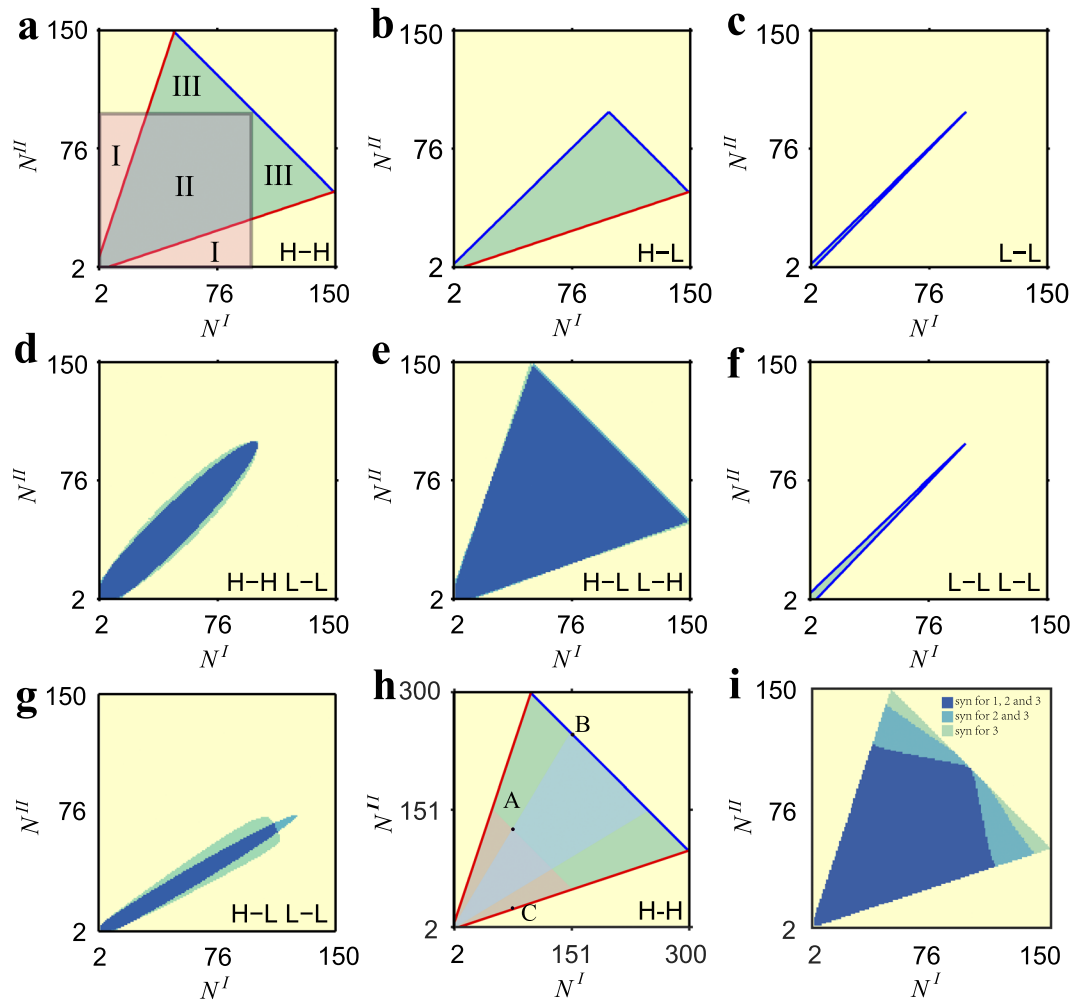 a
150
76
2
N^II
III
I
II
III
I
H–H
2
76
150
N^I
b
150
76
2
N^II
H–L
2
76
150
N^I
c
150
76
2
N^II
L–L
2
76
150
N^I
d
150
76
2
N^II
H–H L–L
2
76
150
N^I
e
150
76
2
N^II
H–L L–H
2
76
150
N^I
f
150
76
2
N^II
L–L L–L
2
76
150
N^I
g
150
76
2
N^II
H–L L–L
2
76
150
N^I
h
300
151
2
N^II
B
A
C
H-H
2
151
300
N^I
i
150
76
2
N^II
syn for 1, 2 and 3
syn for 2 and 3
syn for 3
2
76
150
N^I